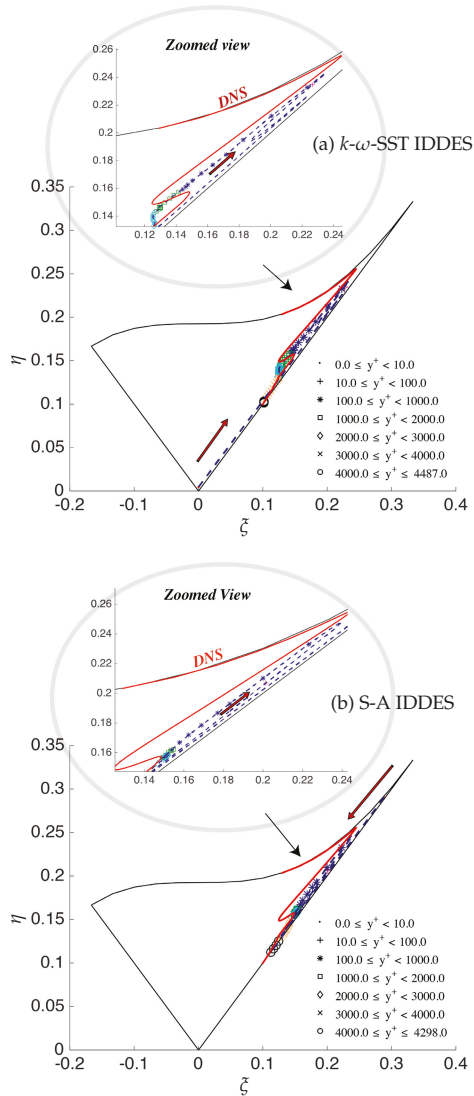 Zoomed view
0.26
0.24
0.22
0.2
0.18
0.16
0.14
DNS
0.12 0.14 0.16 0.18 0.2 0.22 0.24
(a) k-ω-SST IDDES
0.35
0.3
0.25
0.2
0.15
0.1
0.05
0
η
0.0 ≤ y+ < 10.0
10.0 ≤ y+ < 100.0
100.0 ≤ y+ < 1000.0
1000.0 ≤ y+ < 2000.0
2000.0 ≤ y+ < 3000.0
3000.0 ≤ y+ < 4000.0
4000.0 ≤ y+ ≤ 4487.0
-0.2 -0.1 0 0.1 0.2 0.3 0.4
ξ
Zoomed View
0.26
0.24
0.22
0.2
0.18
0.16
DNS
0.14 0.16 0.18 0.2 0.22 0.24
(b) S-A IDDES
0.35
0.3
0.25
0.2
0.15
0.1
0.05
0
η
0.0 ≤ y+ < 10.0
10.0 ≤ y+ < 100.0
100.0 ≤ y+ < 1000.0
1000.0 ≤ y+ < 2000.0
2000.0 ≤ y+ < 3000.0
3000.0 ≤ y+ < 4000.0
4000.0 ≤ y+ ≤ 4298.0
-0.2 -0.1 0 0.1 0.2 0.3 0.4
ξ